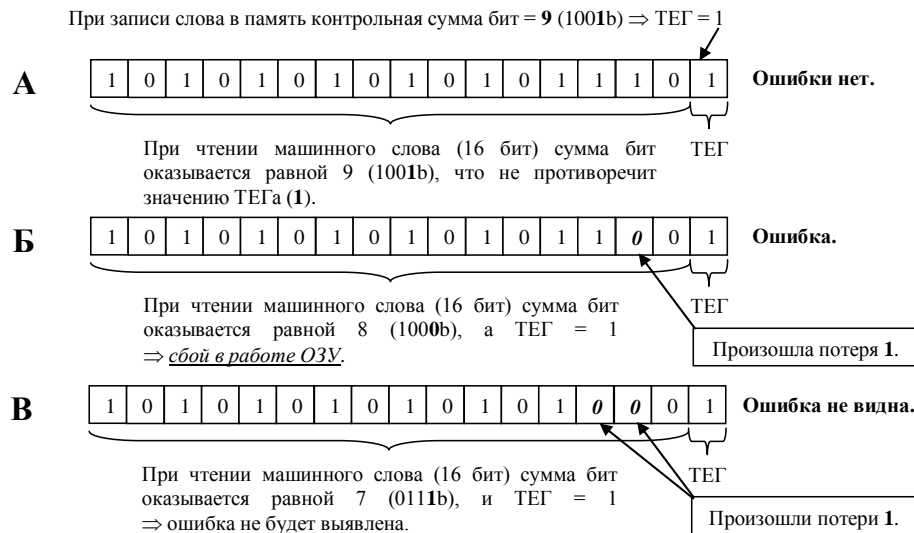 При записи слова в память контрольная сумма бит = 9 (1001b) ⇒ ТЕГ = 1
А 1 0 1 0 1 0 1 0 1 0 1 0 1 1 1 0 1 Ошибки нет.
При чтении машинного слова (16 бит) сумма бит ТЕГ
оказывается равной 9 (1001b), что не противоречит
значению ТЕГа (1).
Б 1 0 1 0 1 0 1 0 1 0 1 0 1 1 0 0 1 Ошибка.
При чтении машинного слова (16 бит) сумма бит ТЕГ
оказывается равной 8 (1000b), а ТЕГ = 1
⇒ сбой в работе ОЗУ.
Произошла потеря 1.
В 1 0 1 0 1 0 1 0 1 0 1 0 1 0 0 0 1 Ошибка не видна.
При чтении машинного слова (16 бит) сумма бит ТЕГ
оказывается равной 7 (0111b), и ТЕГ = 1
⇒ ошибка не будет выявлена.
Произошли потери 1.